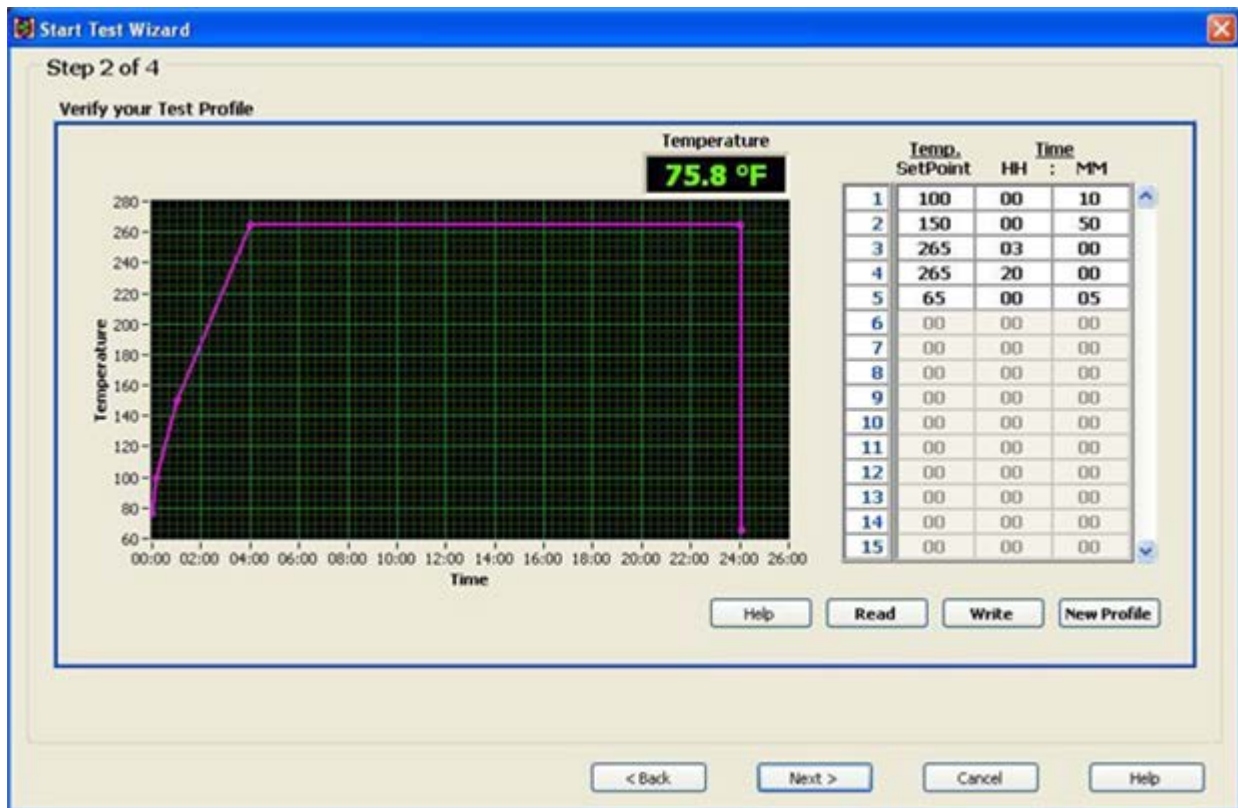 Start Test Wizard
Step 2 of 4
Verify your Test Profile
Temperature
75.8 °F
Temp. Time
SetPoint HH : MM
1 100 00 10
2 150 00 50
3 265 03 00
4 265 20 00
5 65 00 05
6 00 00 00
7 00 00 00
8 00 00 00
9 00 00 00
10 00 00 00
11 00 00 00
12 00 00 00
13 00 00 00
14 00 00 00
15 00 00 00
280
260
240
220
200
180
160
140
120
100
80
60
Temperature
00:00 02:00 04:00 06:00 08:00 10:00 12:00 14:00 16:00 18:00 20:00 22:00 24:00 26:00
Time
Help Read Write New Profile
< Back Next > Cancel Help